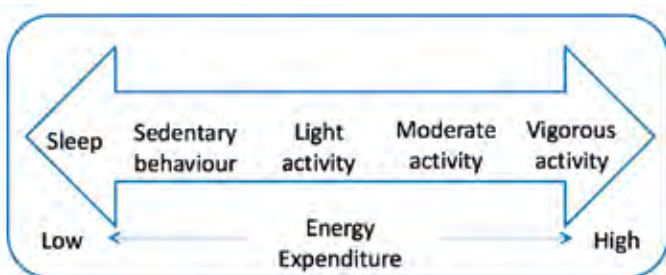 Sleep
Sedentary
behaviour
Light
activity
Moderate
activity
Vigorous
activity
Low
Energy
Expenditure
High